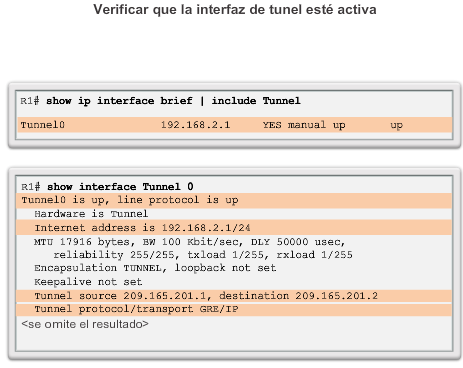 Verificar que la interfaz de tunel esté activa
R1# show ip interface brief | include Tunnel
Tunnel0 192.168.2.1 YES manual up up
R1# show interface Tunnel 0
Tunnel0 is up, line protocol is up
Hardware is Tunnel
Internet address is 192.168.2.1/24
MTU 17916 bytes, BW 100 Kbit/sec, DLY 50000 usec,
reliability 255/255, txload 1/255, rxload 1/255
Encapsulation TUNNEL, loopback not set
Keepalive not set
Tunnel source 209.165.201.1, destination 209.165.201.2
Tunnel protocol/transport GRE/IP
<se omite el resultado>